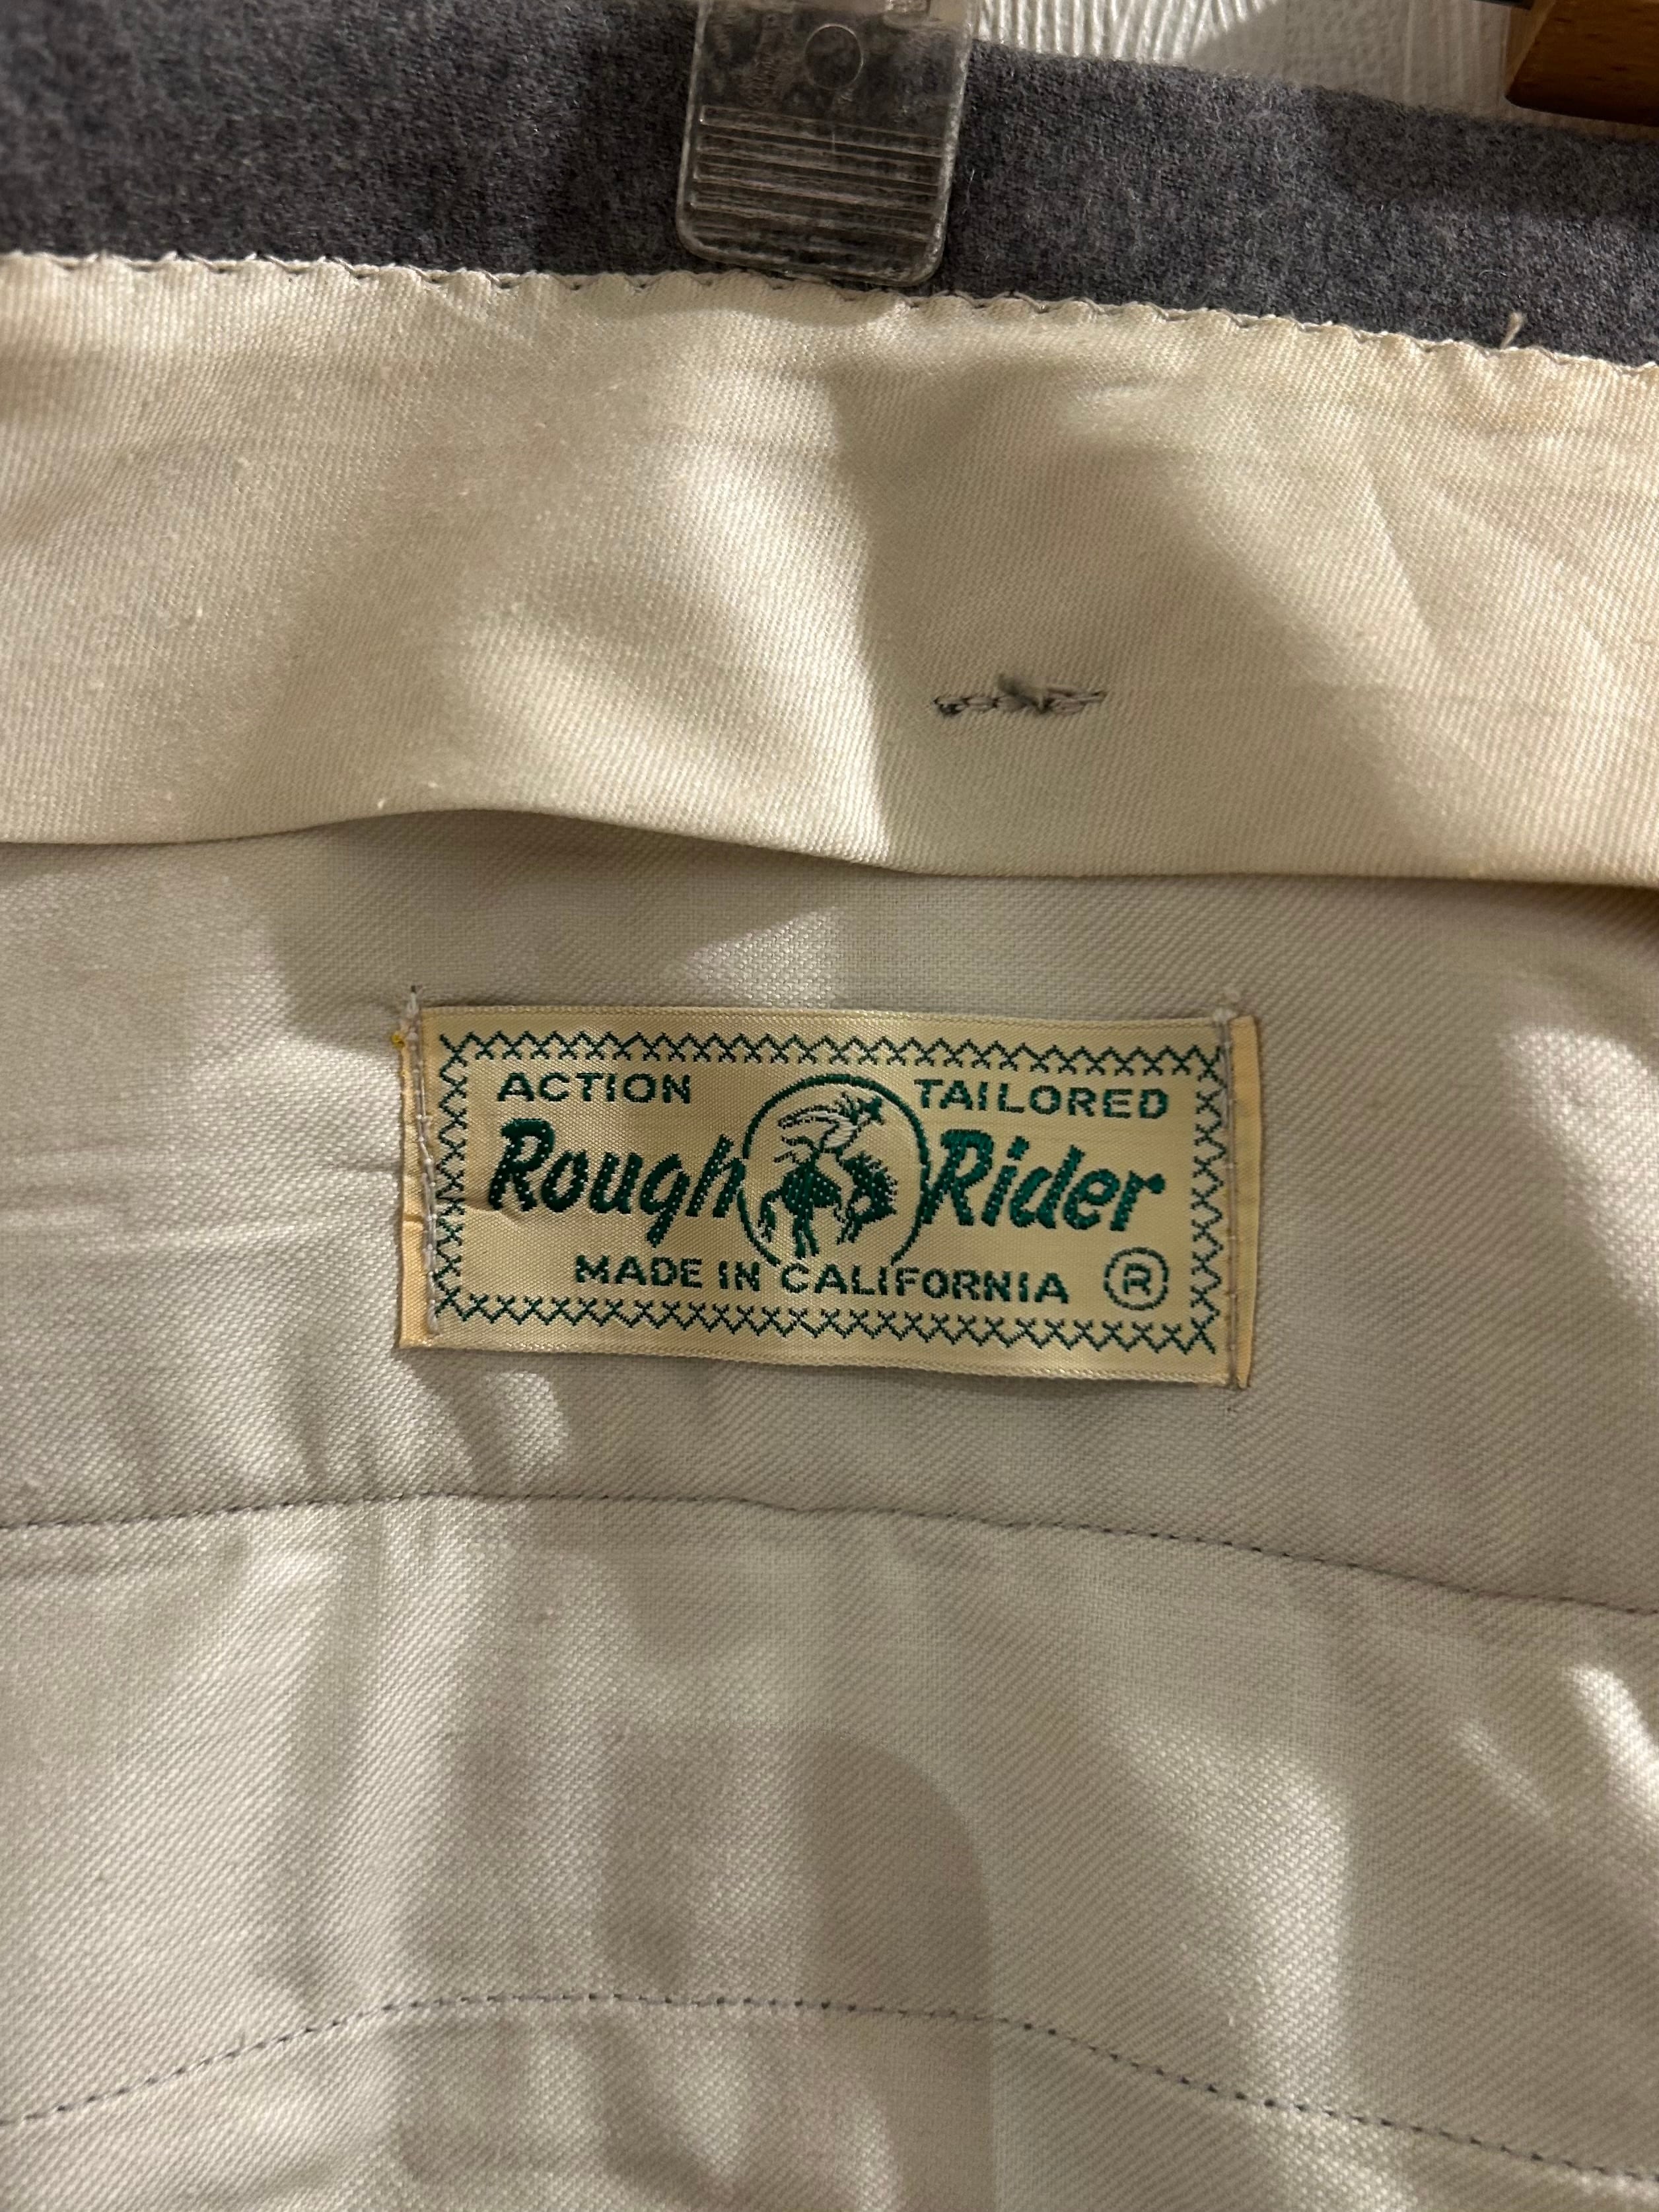 ACTION TAILORED
Rough Rider
MADE IN CALIFORNIA ®